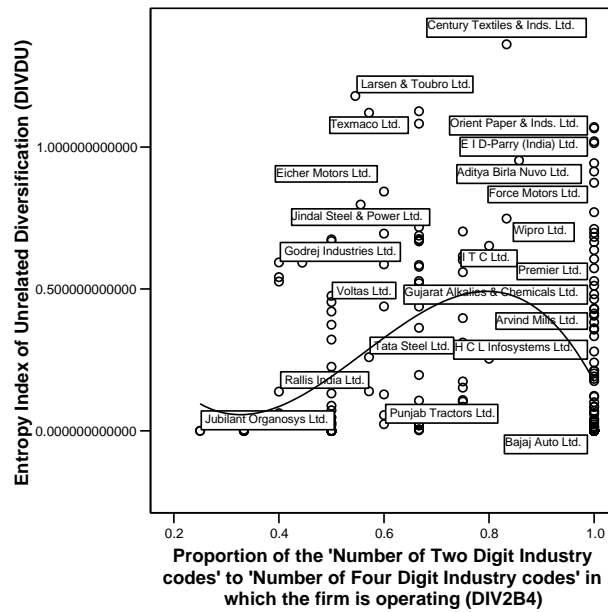 Century Textiles & Inds. Ltd.
Larsen & Toubro Ltd.
Texmaco Ltd.
Orient Paper & Inds. Ltd.
E I D-Parry (India) Ltd.
Eicher Motors Ltd.
Aditya Birla Nuvo Ltd.
Force Motors Ltd.
Jindal Steel & Power Ltd.
Wipro Ltd.
Godrej Industries Ltd.
I T C Ltd.
Premier Ltd.
Voltas Ltd.
Gujarat Alkalies & Chemicals Ltd.
Arvind Mills Ltd.
Tata Steel Ltd.
H C L Infosystems Ltd.
Rallis India Ltd.
Jubilant Organosys Ltd.
Punjab Tractors Ltd.
Bajaj Auto Ltd.
Entropy Index of Unrelated Diversification (DIVDU)
1.000000000000
0.500000000000
0.000000000000
0.2 0.4 0.6 0.8 1.0
Proportion of the 'Number of Two Digit Industry
codes' to 'Number of Four Digit Industry codes' in
which the firm is operating (DIV2B4)